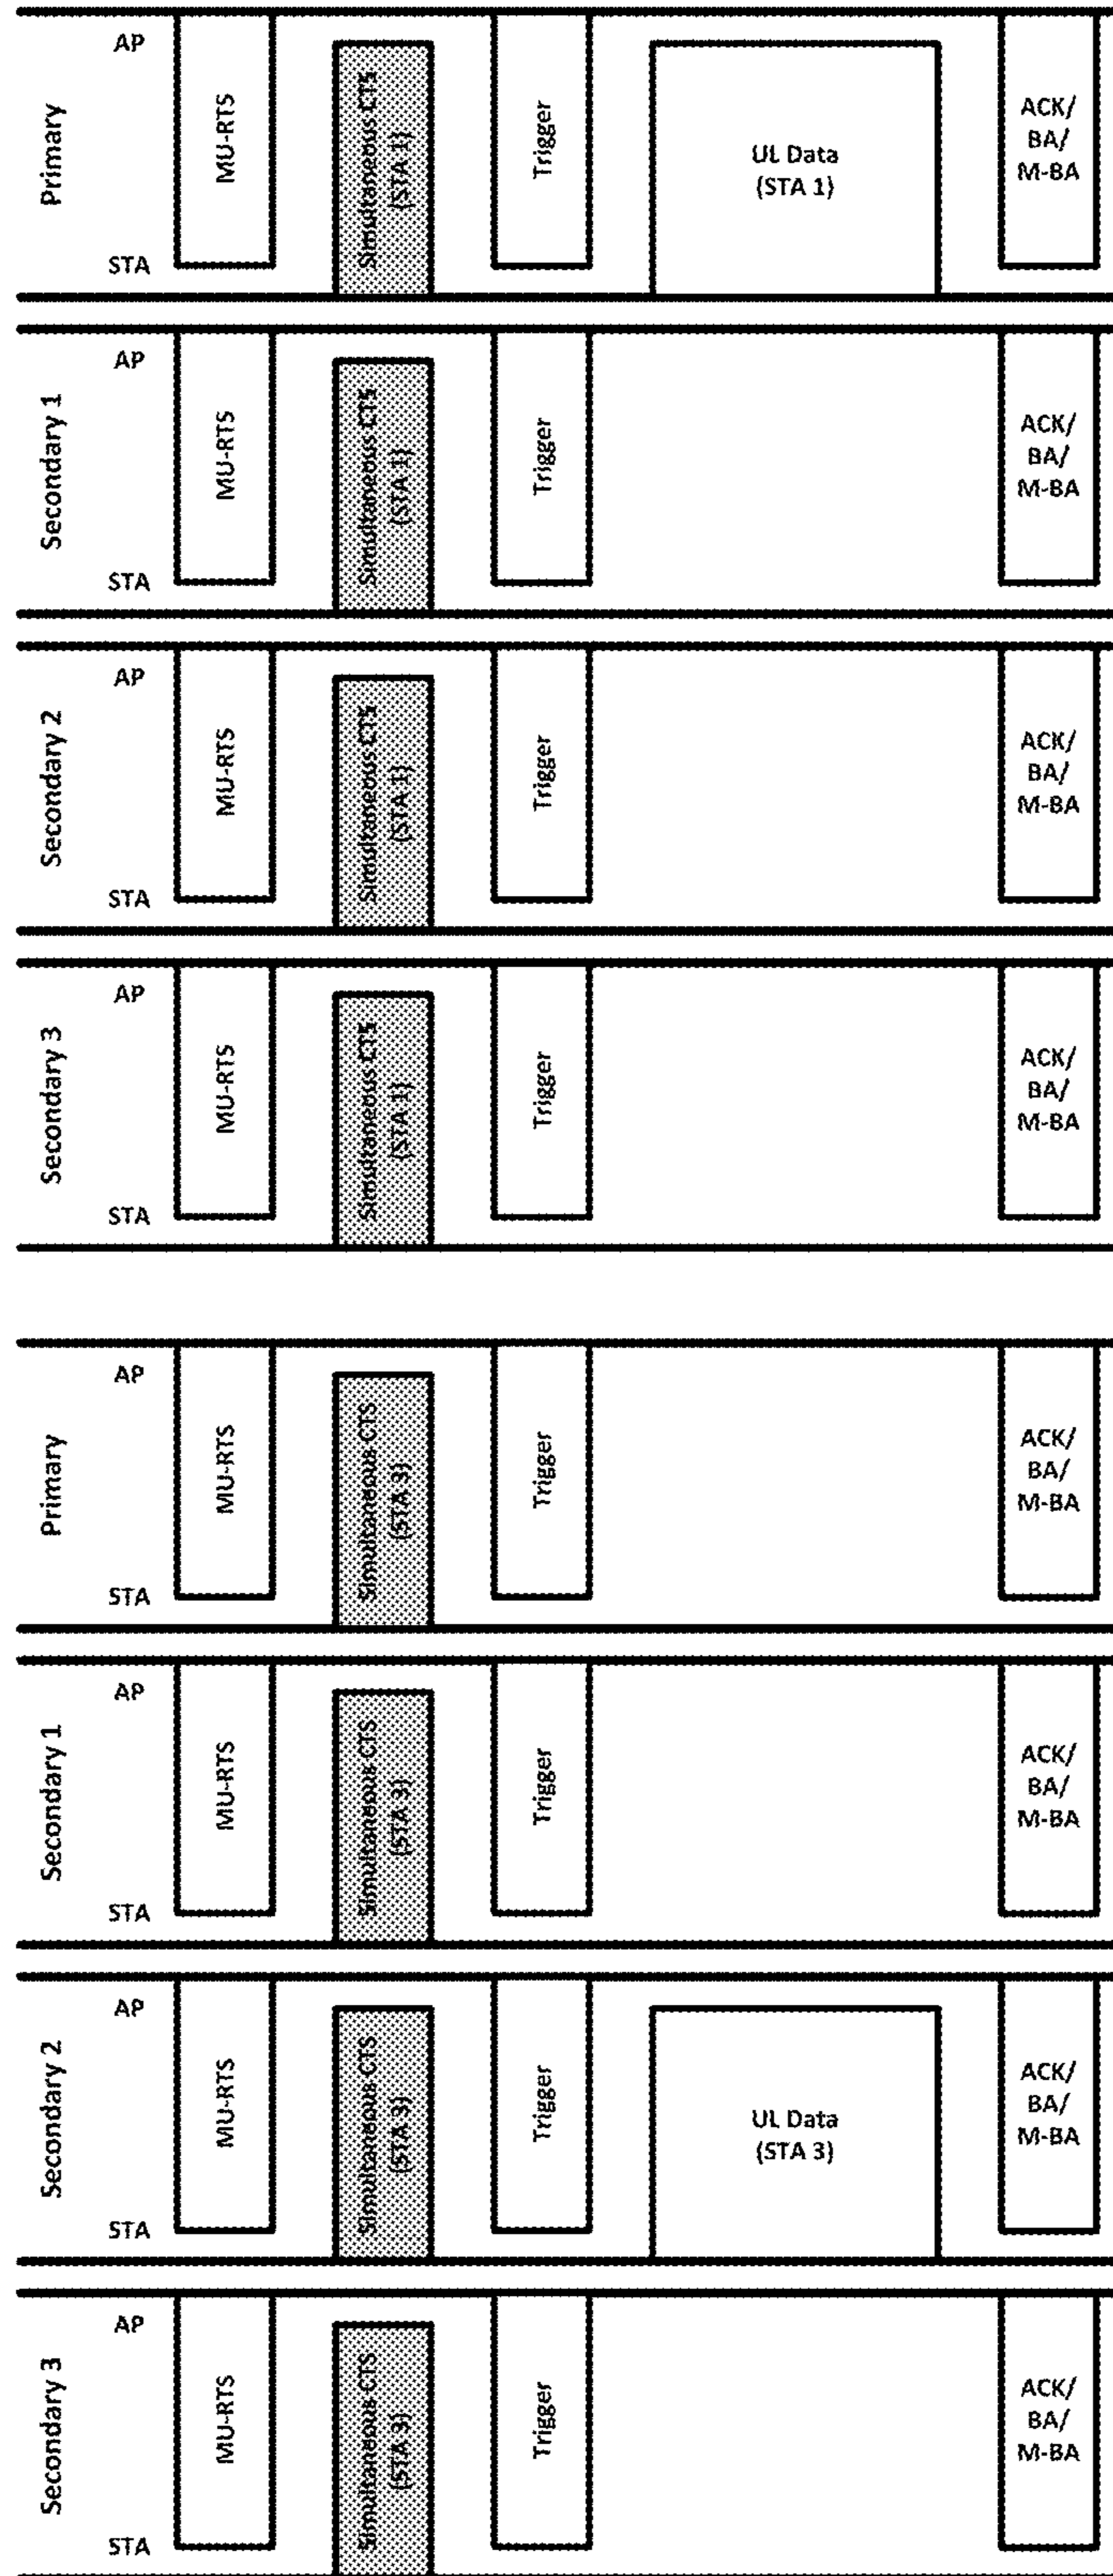 Primary
AP
STA
MU-RTS
Simultaneous CTS
(STA 1)
Trigger
UL Data
(STA 1)
ACK/
BA/
M-BA
Secondary 1
AP
STA
MU-RTS
Simultaneous CTS
(STA 1)
Trigger
ACK/
BA/
M-BA
Secondary 2
AP
STA
MU-RTS
Simultaneous CTS
(STA 1)
Trigger
ACK/
BA/
M-BA
Secondary 3
AP
STA
MU-RTS
Simultaneous CTS
(STA 1)
Trigger
ACK/
BA/
M-BA
Primary
AP
STA
MU-RTS
Simultaneous CTS
(STA 3)
Trigger
ACK/
BA/
M-BA
Secondary 1
AP
STA
MU-RTS
Simultaneous CTS
(STA 3)
Trigger
ACK/
BA/
M-BA
Secondary 2
AP
STA
MU-RTS
Simultaneous CTS
(STA 3)
Trigger
UL Data
(STA 3)
ACK/
BA/
M-BA
Secondary 3
AP
STA
MU-RTS
Simultaneous CTS
(STA 3)
Trigger
ACK/
BA/
M-BA